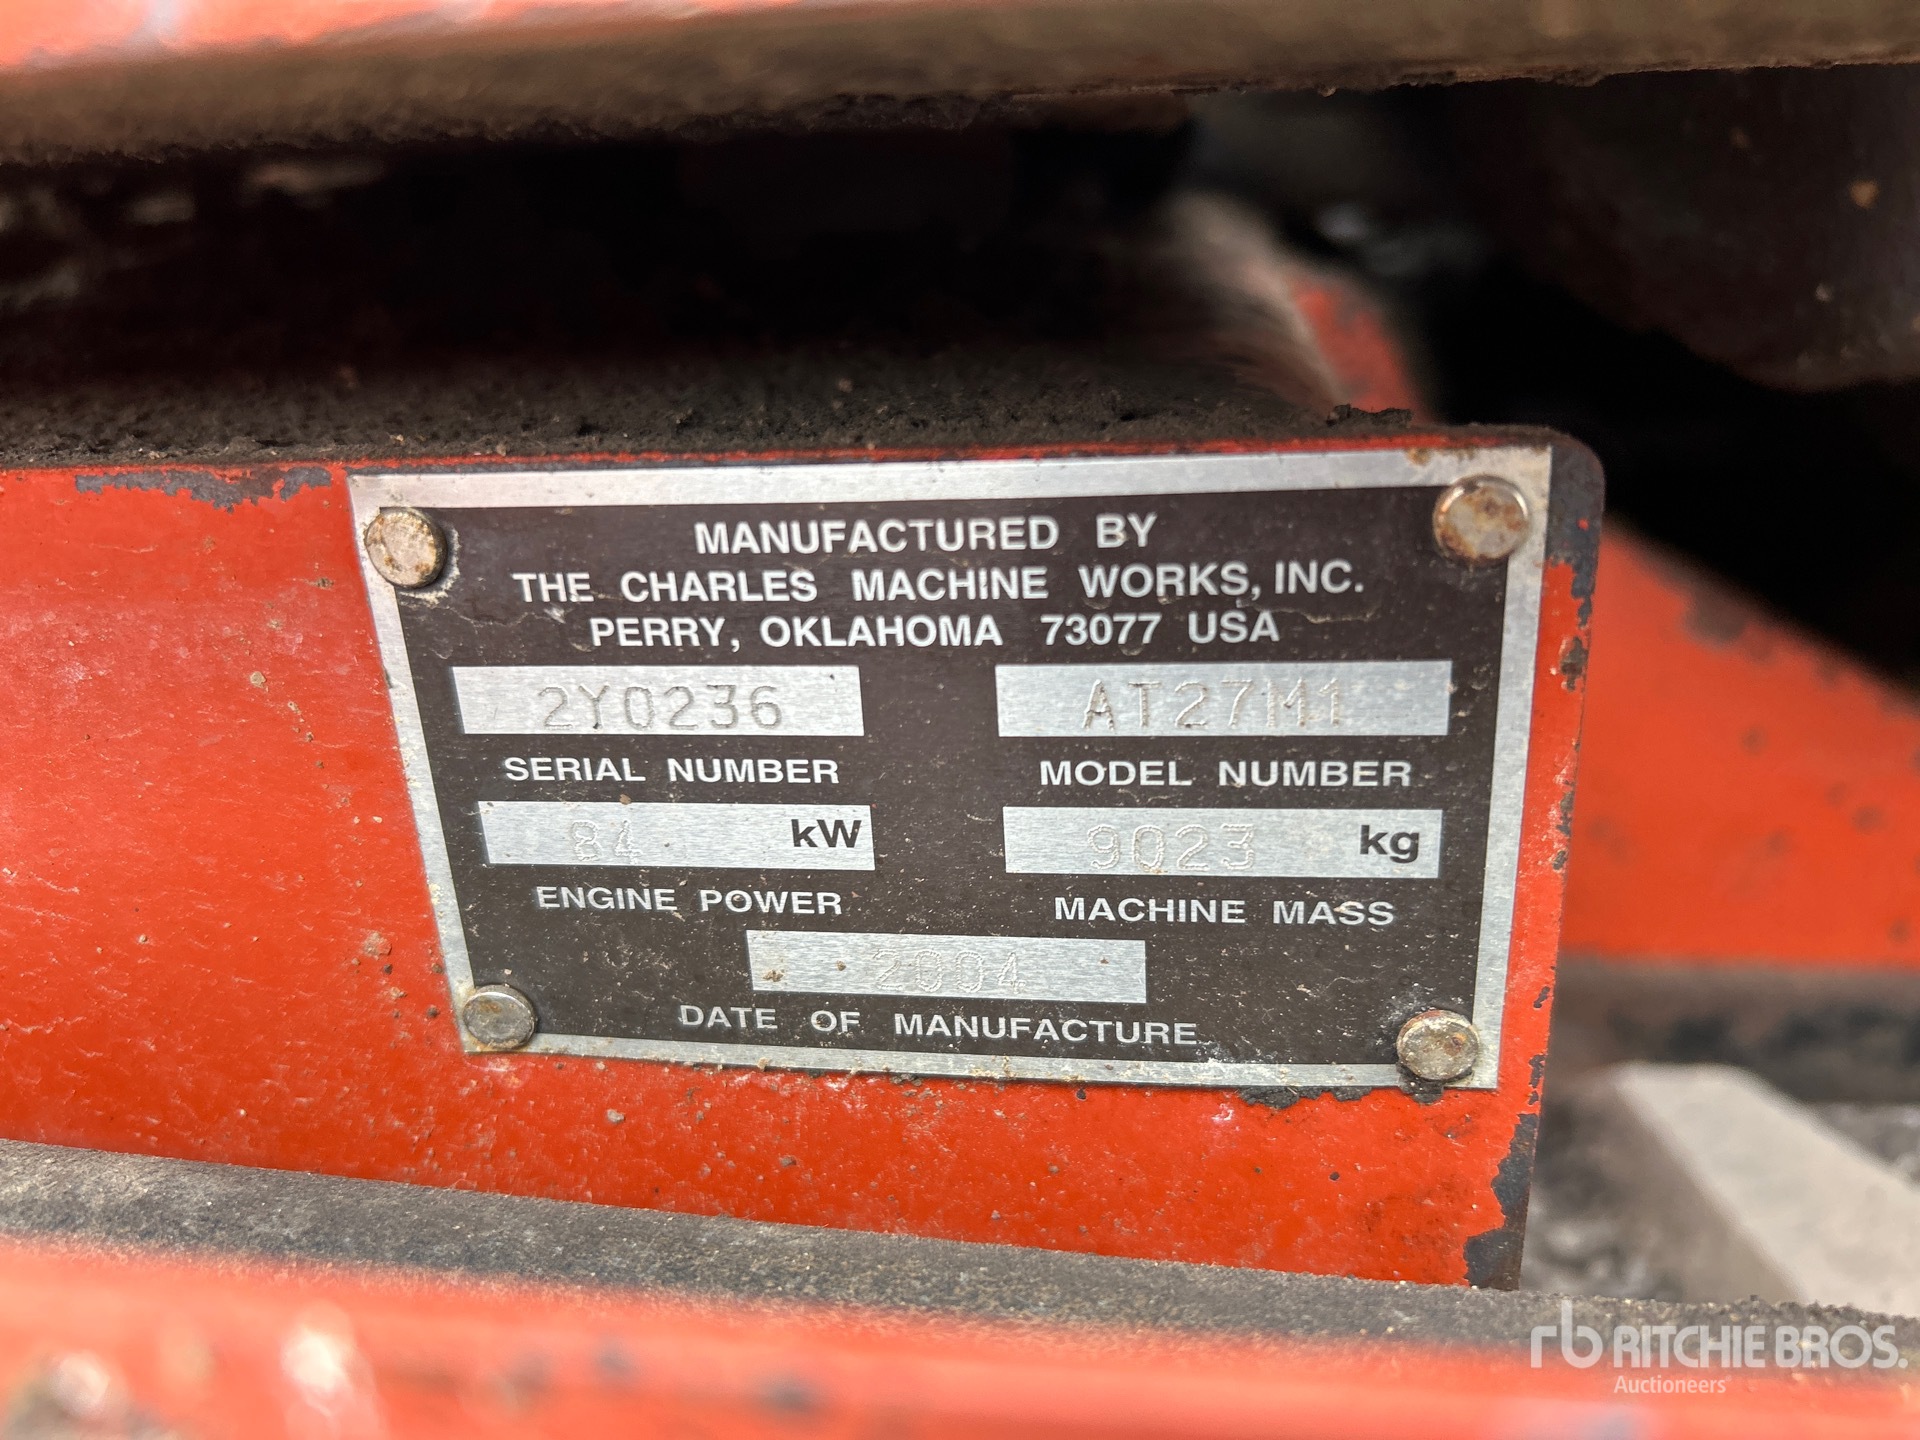 MANUFACTURED BY
THE CHARLES MACHINE WORKS, INC.
PERRY, OKLAHOMA 73077 USA
2Y0236 AT27M1
SERIAL NUMBER MODEL NUMBER
84 kW 9023 kg
ENGINE POWER MACHINE MASS
2004
DATE OF MANUFACTURE
rb RITCHIE BROS.
Auctioneers